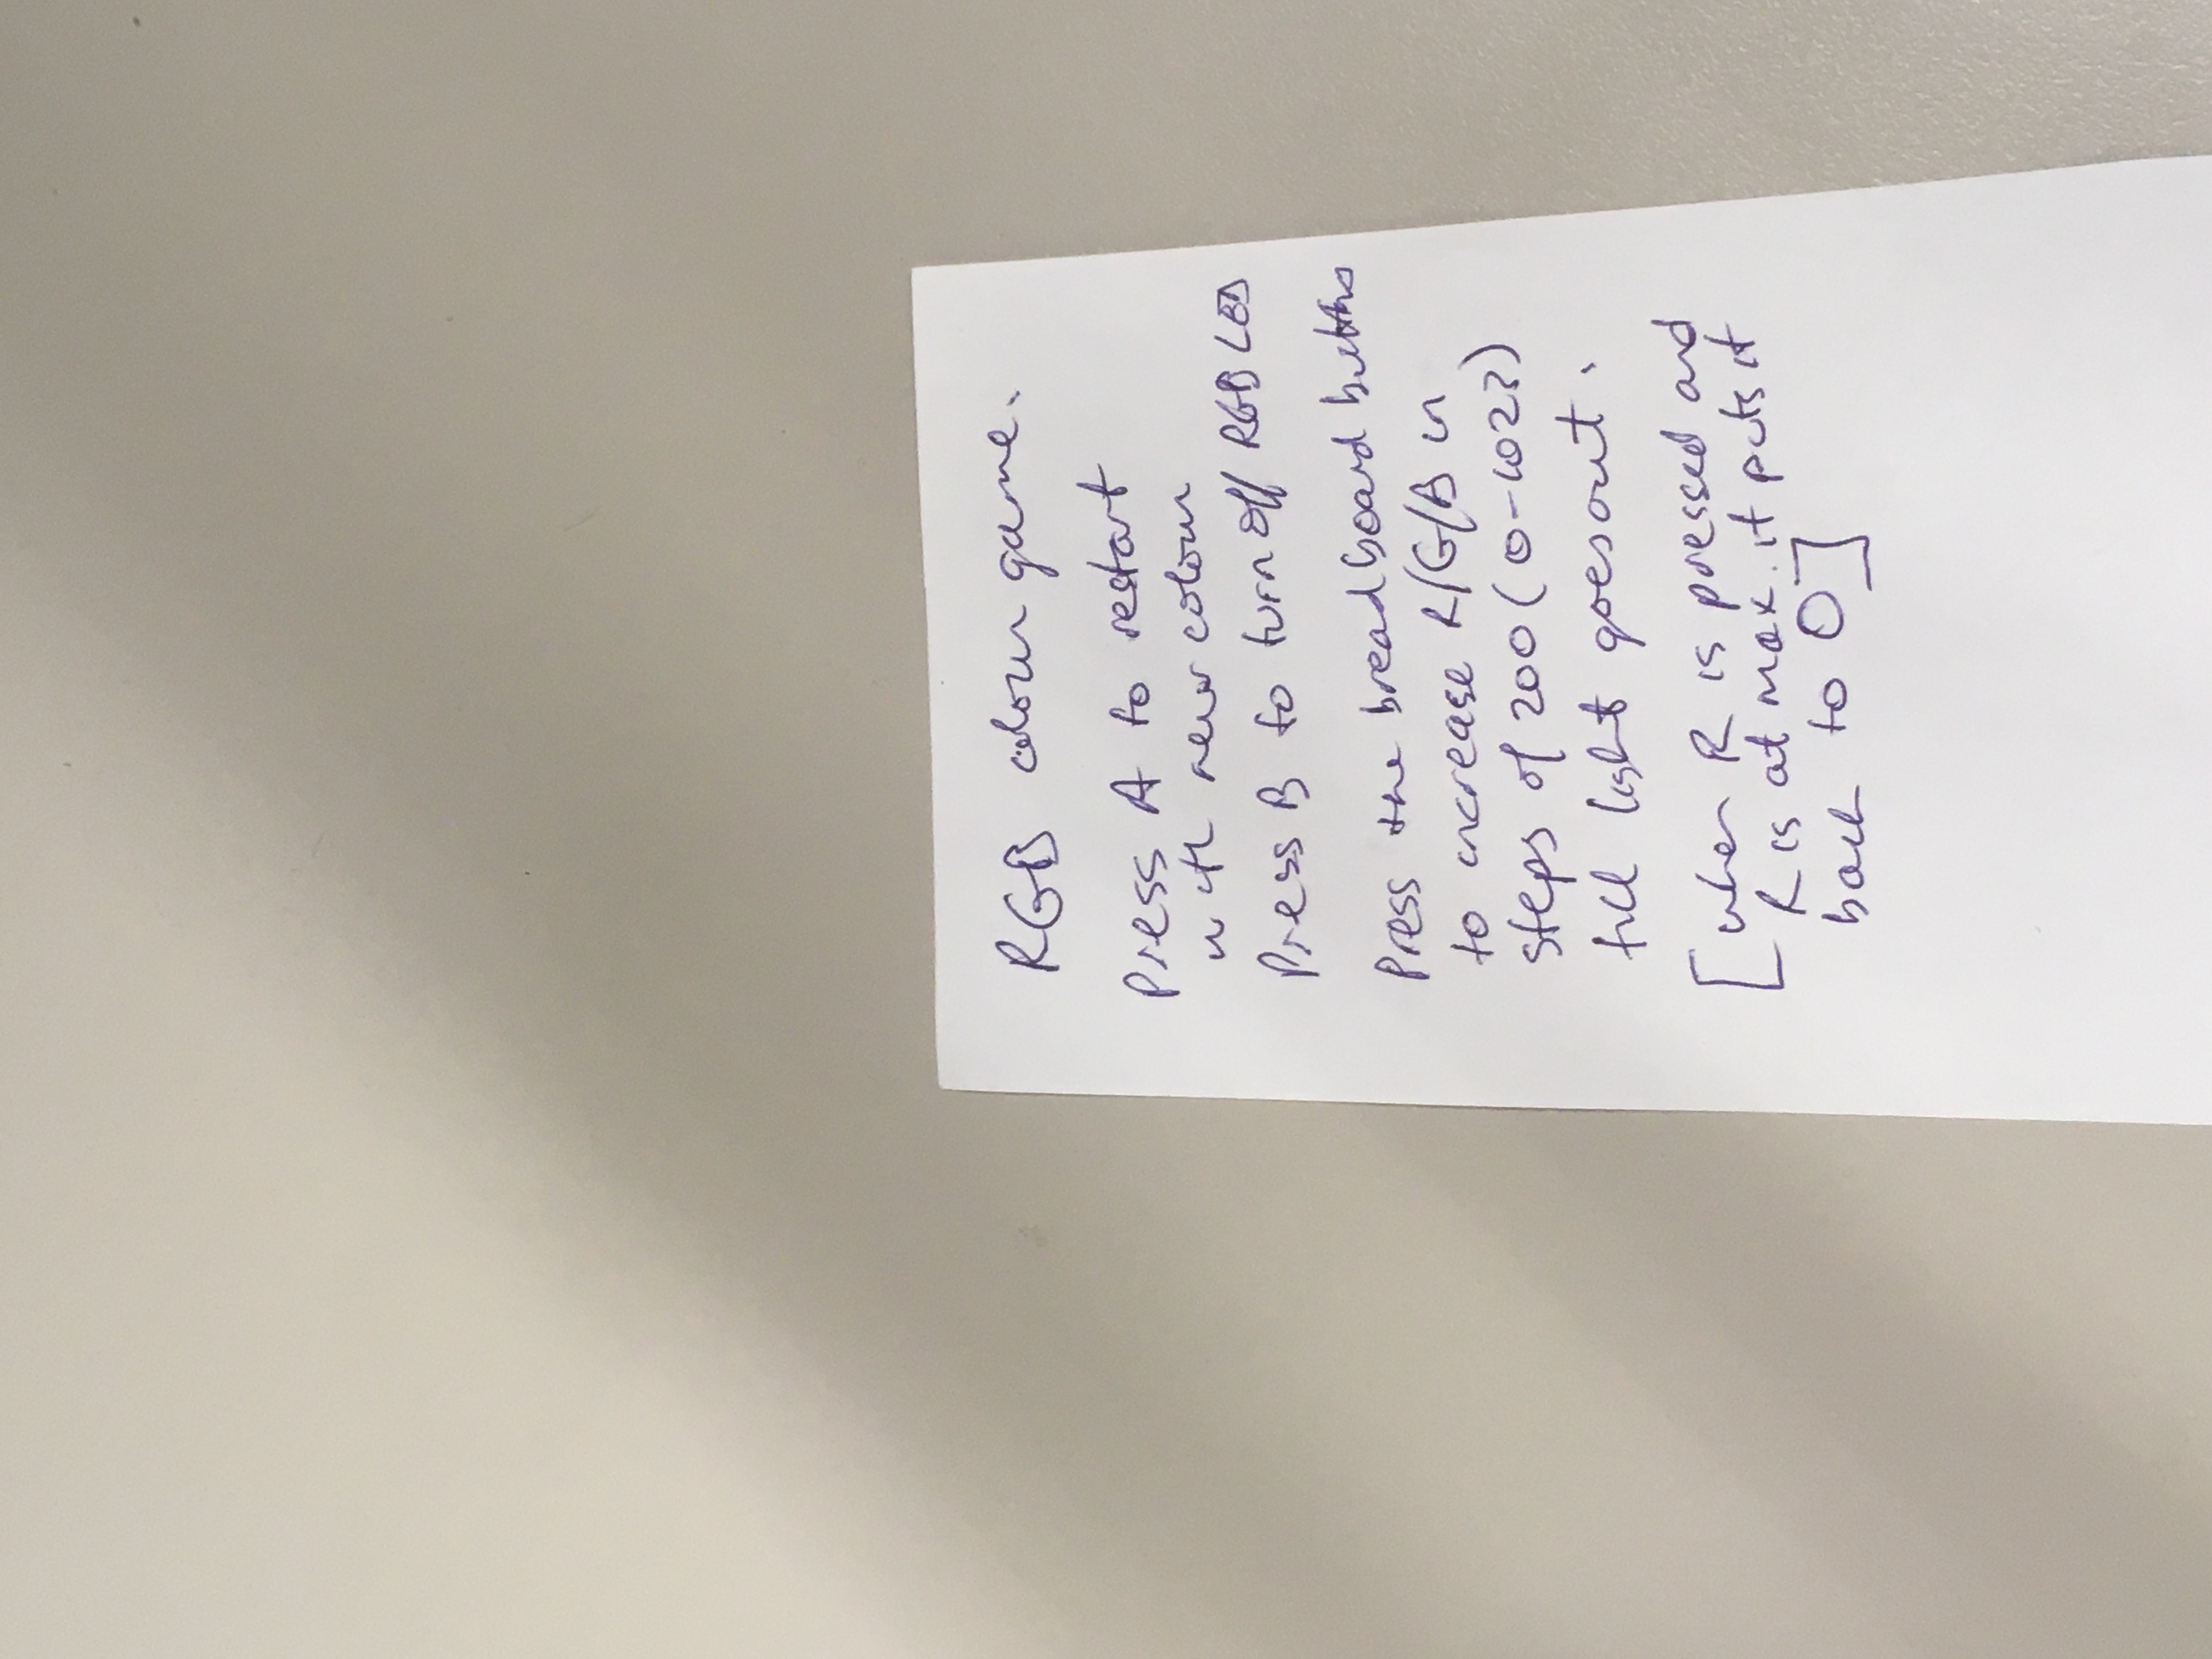 RGB colour game.
Press A to restart
with new colour
Press B to turn off RGB LED
Press the breadboard buttons
to increase R/G/B in
steps of 200 (0-1023)
till light goes out.
[when R is pressed and
R is at max. it puts it
back to 0]